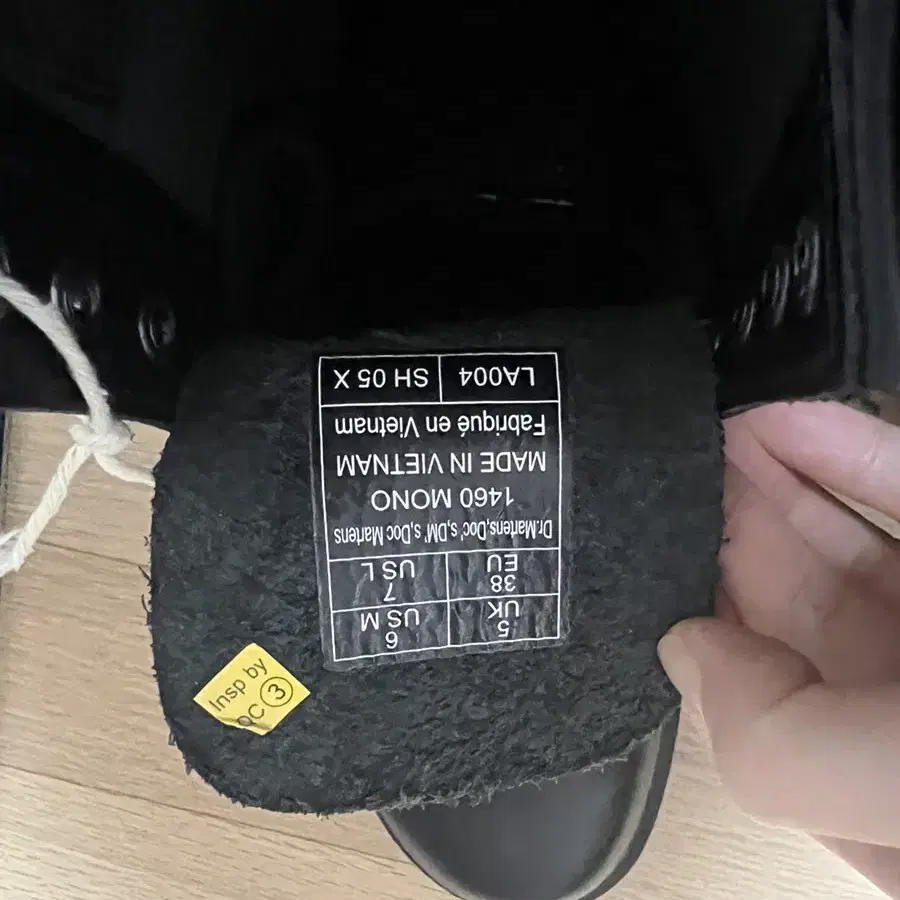 5 6
UK US M
38 7
EU US L
Dr.Martens,Doc's,DM's,Doc Martens
1460 MONO
MADE IN VIETNAM
Fabriqué en Vietnam
LA004 SH 05 X
Insp by
QC 3